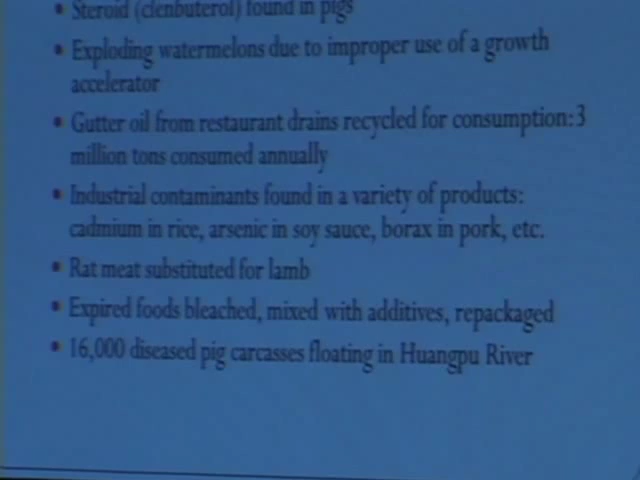 • Steroid (clenbuterol) found in pigs
• Exploding watermelons due to improper use of a growth
accelerator
• Gutter oil from restaurant drains recycled for consumption: 3
million tons consumed annually
• Industrial contaminants found in a variety of products:
cadmium in rice, arsenic in soy sauce, borax in pork, etc.
• Rat meat substituted for lamb
• Expired foods bleached, mixed with additives, repackaged
• 16,000 diseased pig carcasses floating in Huangpu River